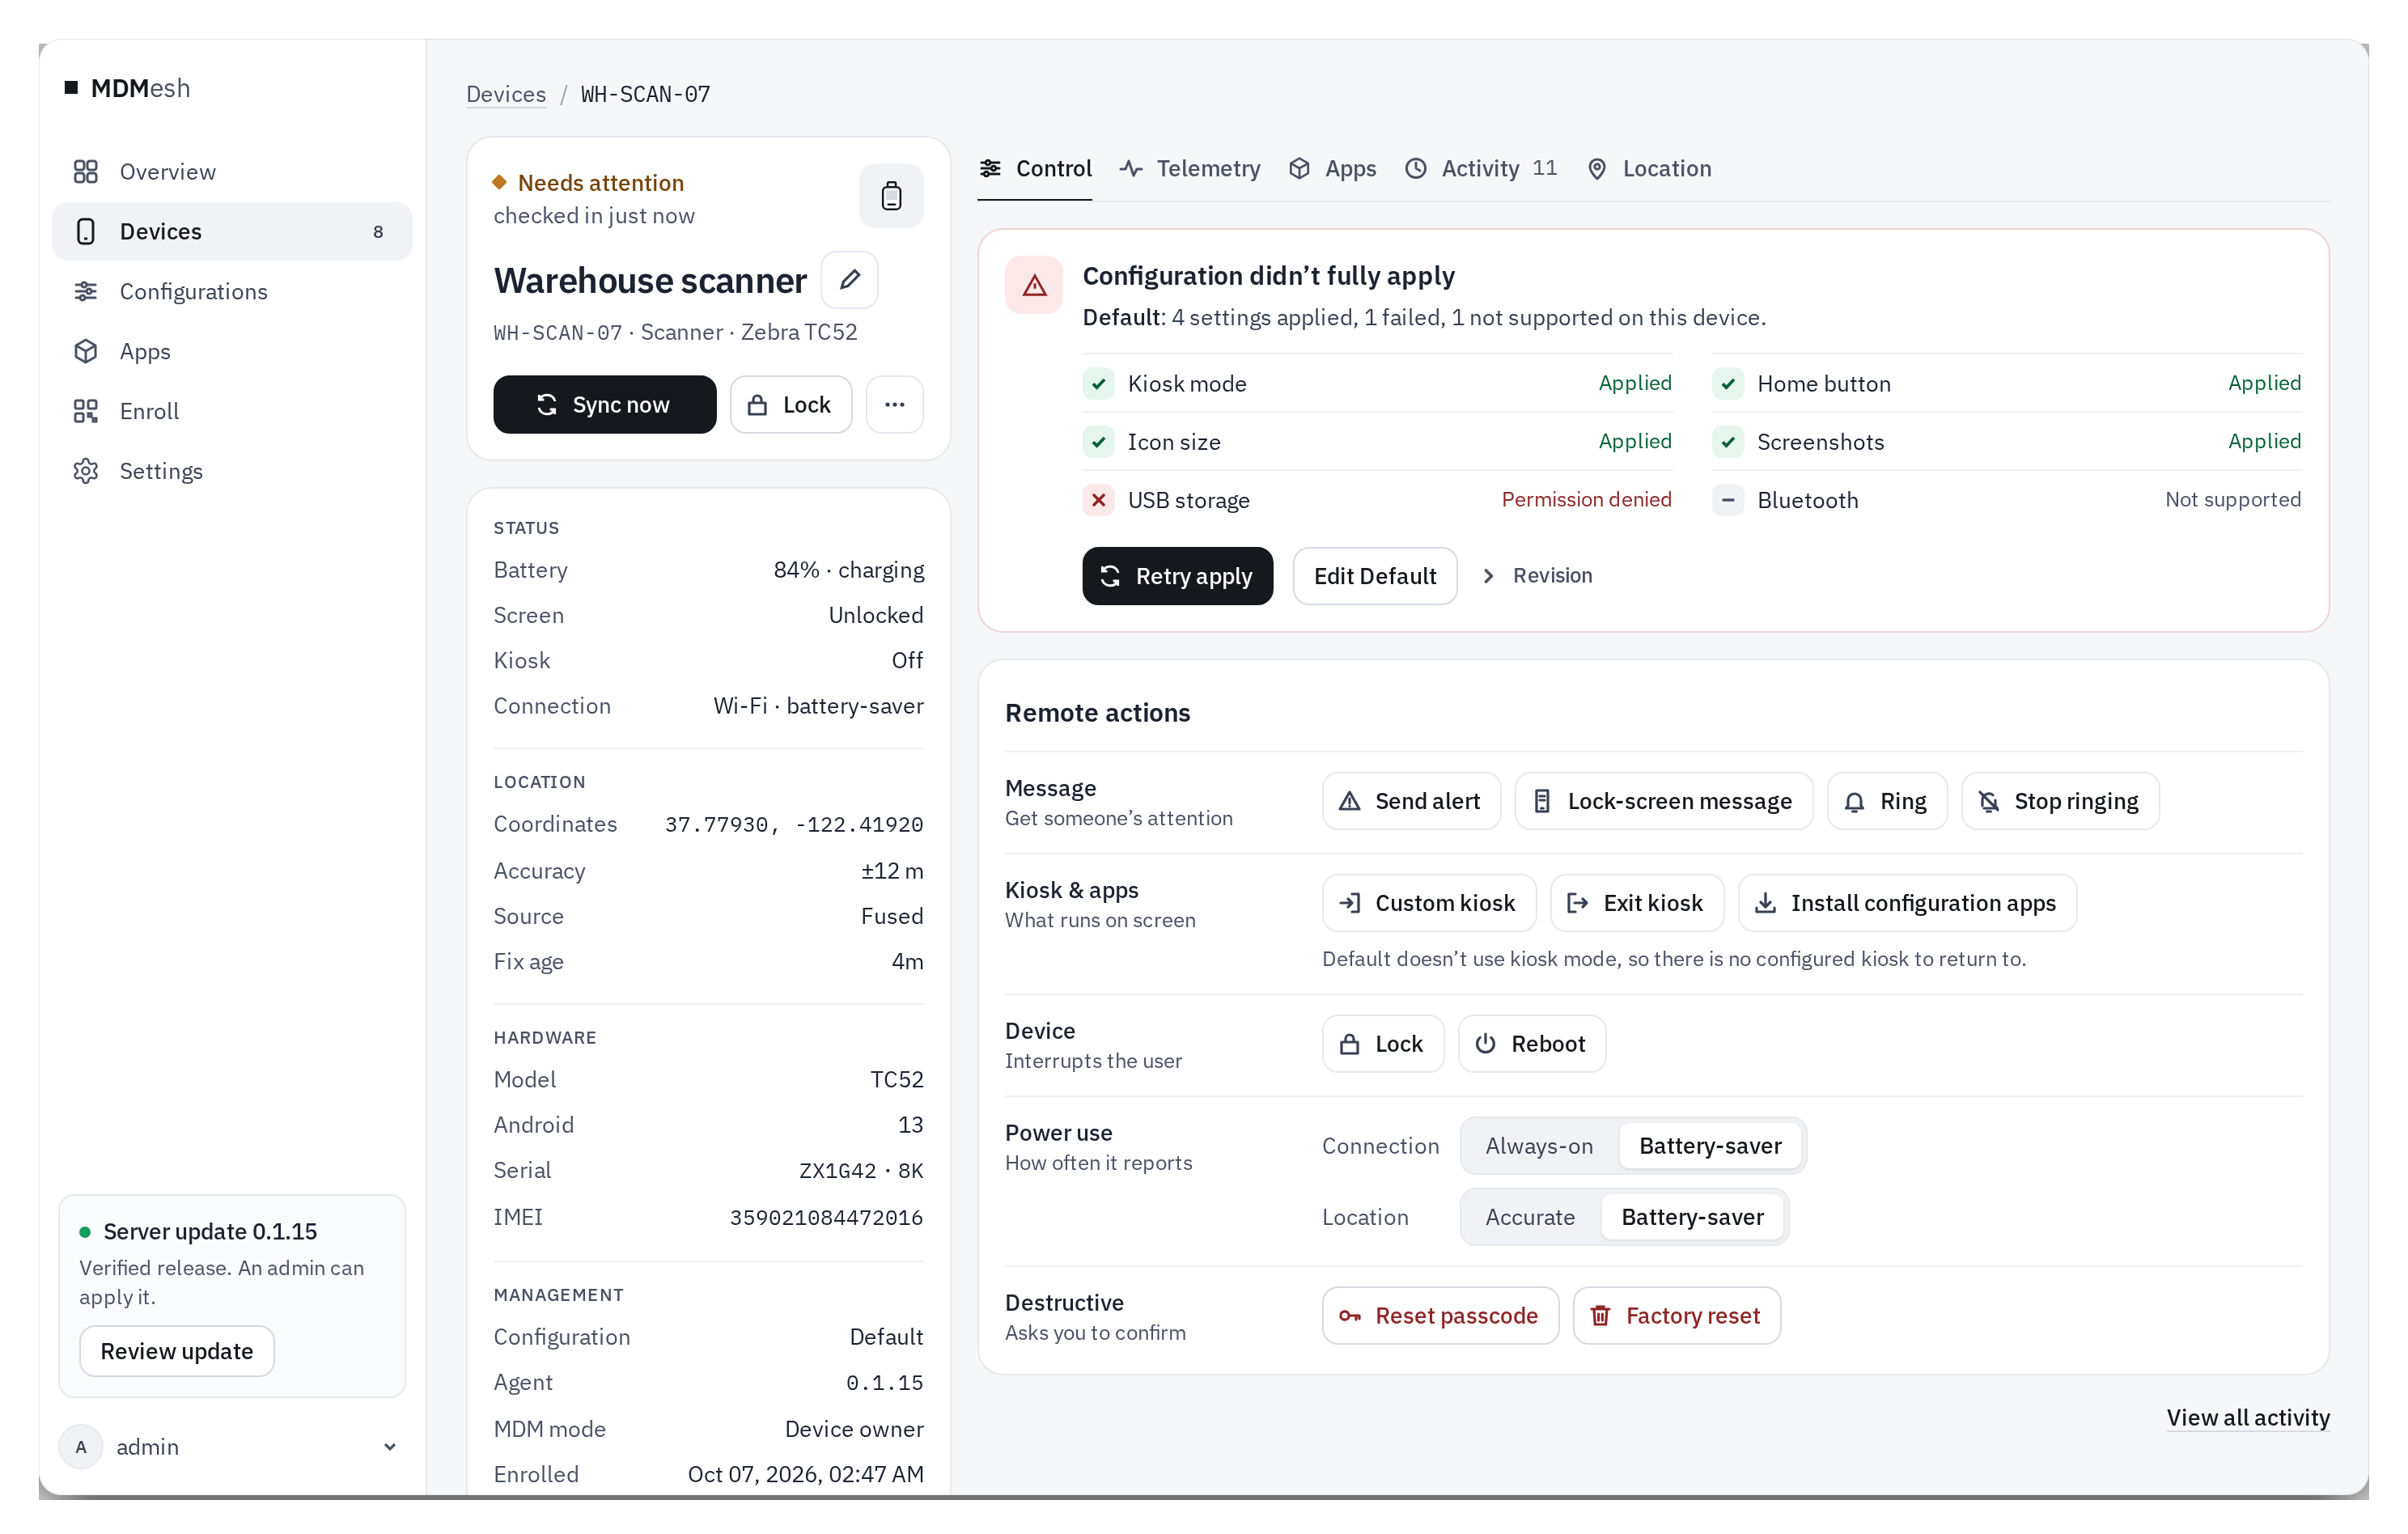 MDMesh
Overview
Devices 8
Configurations
Apps
Enroll
Settings
Server update 0.1.15
Verified release. An admin can
apply it.
Review update
A admin
Devices / WH-SCAN-07
Needs attention
checked in just now
Warehouse scanner
WH-SCAN-07 · Scanner · Zebra TC52
Sync now Lock
STATUS
Battery 84% · charging
Screen Unlocked
Kiosk Off
Connection Wi-Fi · battery-saver
LOCATION
Coordinates 37.77930, -122.41920
Accuracy ±12 m
Source Fused
Fix age 4m
HARDWARE
Model TC52
Android 13
Serial ZX1G42 · 8K
IMEI 359021084472016
MANAGEMENT
Configuration Default
Agent 0.1.15
MDM mode Device owner
Enrolled Oct 07, 2026, 02:47 AM
Control Telemetry Apps Activity 11 Location
Configuration didn’t fully apply
Default: 4 settings applied, 1 failed, 1 not supported on this device.
Kiosk mode Applied Home button Applied
Icon size Applied Screenshots Applied
USB storage Permission denied Bluetooth Not supported
Retry apply Edit Default Revision
Remote actions
Message
Get someone’s attention
Send alert Lock-screen message Ring Stop ringing
Kiosk & apps
What runs on screen
Custom kiosk Exit kiosk Install configuration apps
Default doesn’t use kiosk mode, so there is no configured kiosk to return to.
Device
Interrupts the user
Lock Reboot
Power use
How often it reports
Connection Always-on Battery-saver
Location Accurate Battery-saver
Destructive
Asks you to confirm
Reset passcode Factory reset
View all activity